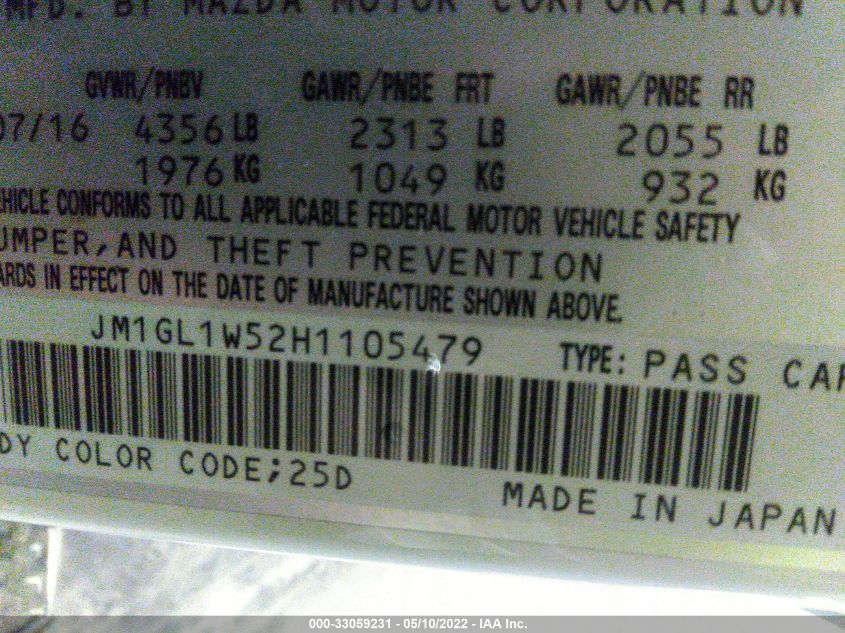 MFD. BY MAZDA MOTOR CORPORATION
GVWR/PNBV GAWR/PNBE FRT GAWR/PNBE RR
07/16 4356 LB 2313 LB 2055 LB
1976 KG 1049 KG 932 KG
EHICLE CONFORMS TO ALL APPLICABLE FEDERAL MOTOR VEHICLE SAFETY
UMPER, AND THEFT PREVENTION
ARDS IN EFFECT ON THE DATE OF MANUFACTURE SHOWN ABOVE.
JM1GL1W52H1105479 TYPE: PASS CAR
DY COLOR CODE;25D
MADE IN JAPAN
000-33059231 - 05/10/2022 - IAA Inc.